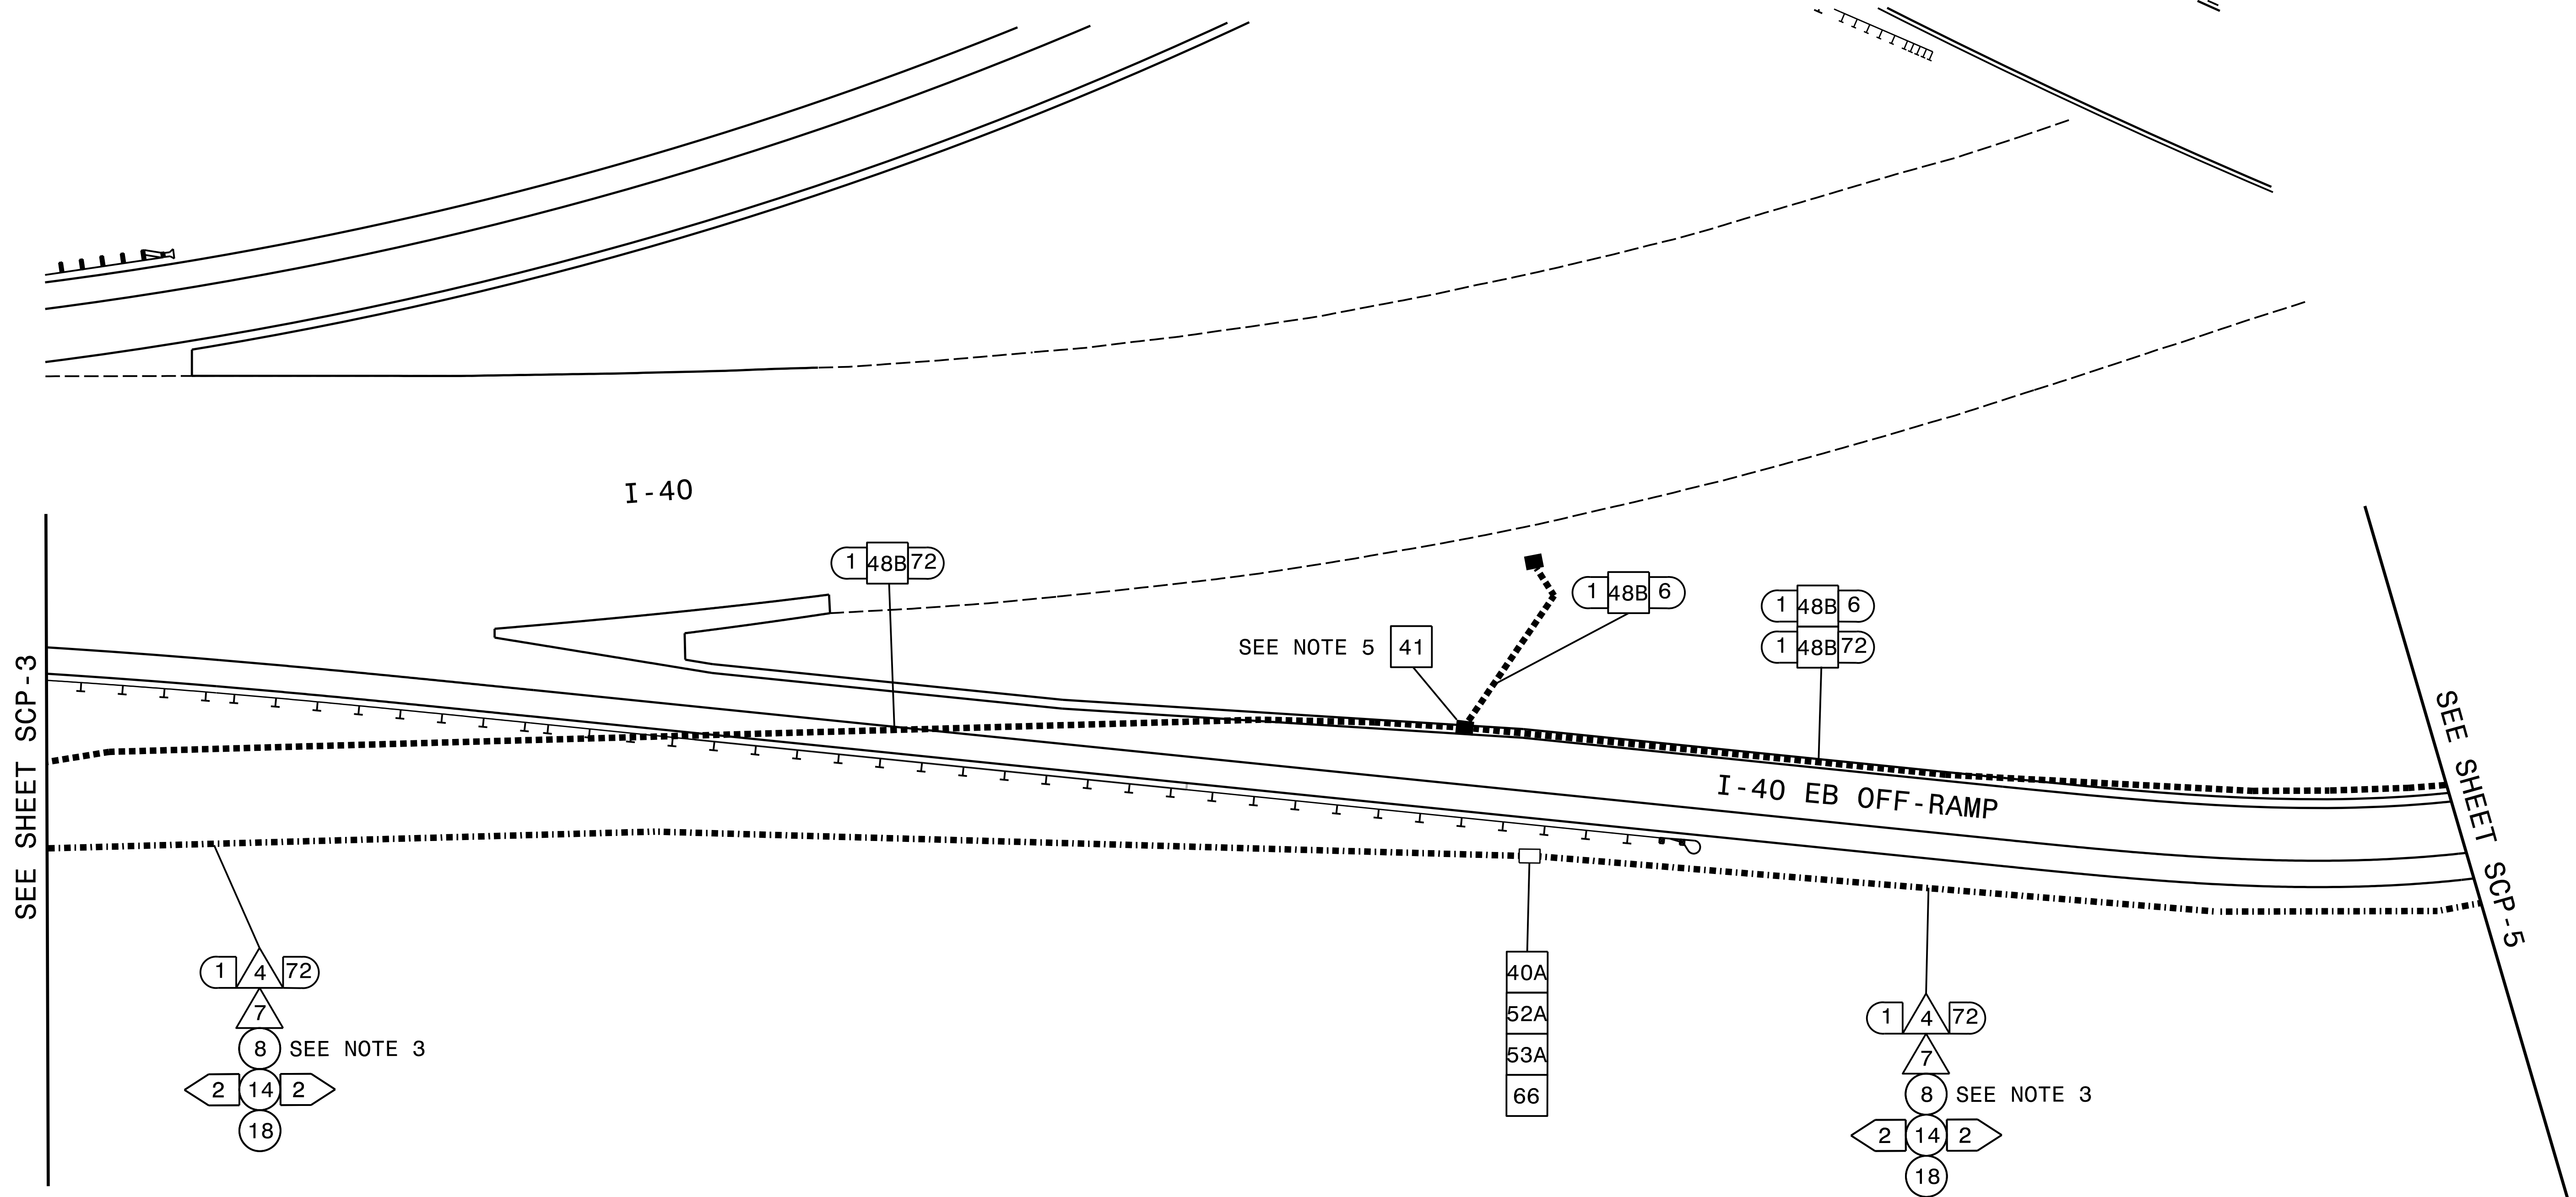 I-40
1 48B 72
1 48B 6
1 48B 6
SEE NOTE 5 41
1 48B 72
SEE SHEET SCP-3
SEE SHEET SCP-5
I-40 EB OFF-RAMP
1 4 72
7
8 SEE NOTE 3
2 14 2
18
40A
52A
53A
66
1 4 72
7
8 SEE NOTE 3
2 14 2
18